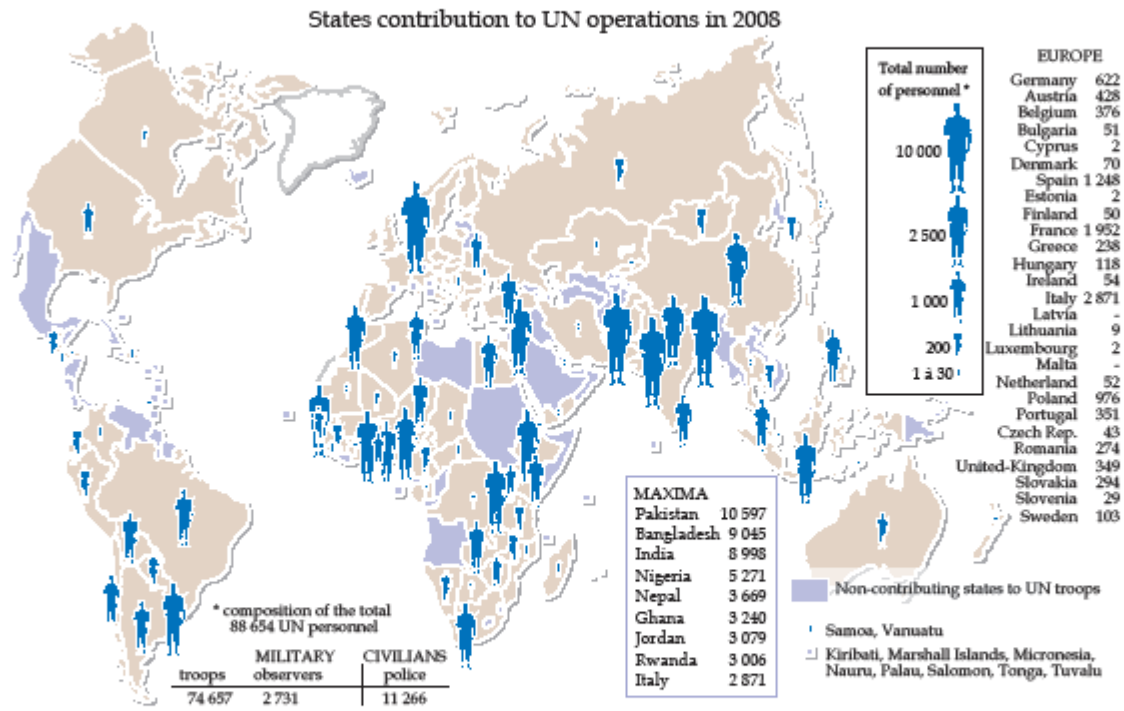 States contribution to UN operations in 2008
Total number
of personnel *
10 000
2 500
1 000
200
1 à 30
EUROPE
Germany 622
Austria 428
Belgium 376
Bulgaria 51
Cyprus 2
Denmark 70
Spain 1 248
Estonia 2
Finland 50
France 1 952
Greece 238
Hungary 118
Ireland 54
Italy 2 871
Latvia -
Lithuania 9
Luxembourg 2
Malta -
Netherland 52
Poland 976
Portugal 351
Czech Rep. 43
Romania 274
United-Kingdom 349
Slovakia 294
Slovenia 29
Sweden 103
MAXIMA
Pakistan 10 597
Bangladesh 9 045
India 8 998
Nigeria 5 271
Nepal 3 669
Ghana 3 240
Jordan 3 079
Rwanda 3 006
Italy 2 871
Non-contributing states to UN troops
Samoa, Vanuatu
Kiribati, Marshall Islands, Micronesia,
Nauru, Palau, Salomon, Tonga, Tuvalu
* composition of the total
88 654 UN personnel
MILITARY CIVILIANS
troops observers police
74 657 2 731 11 266